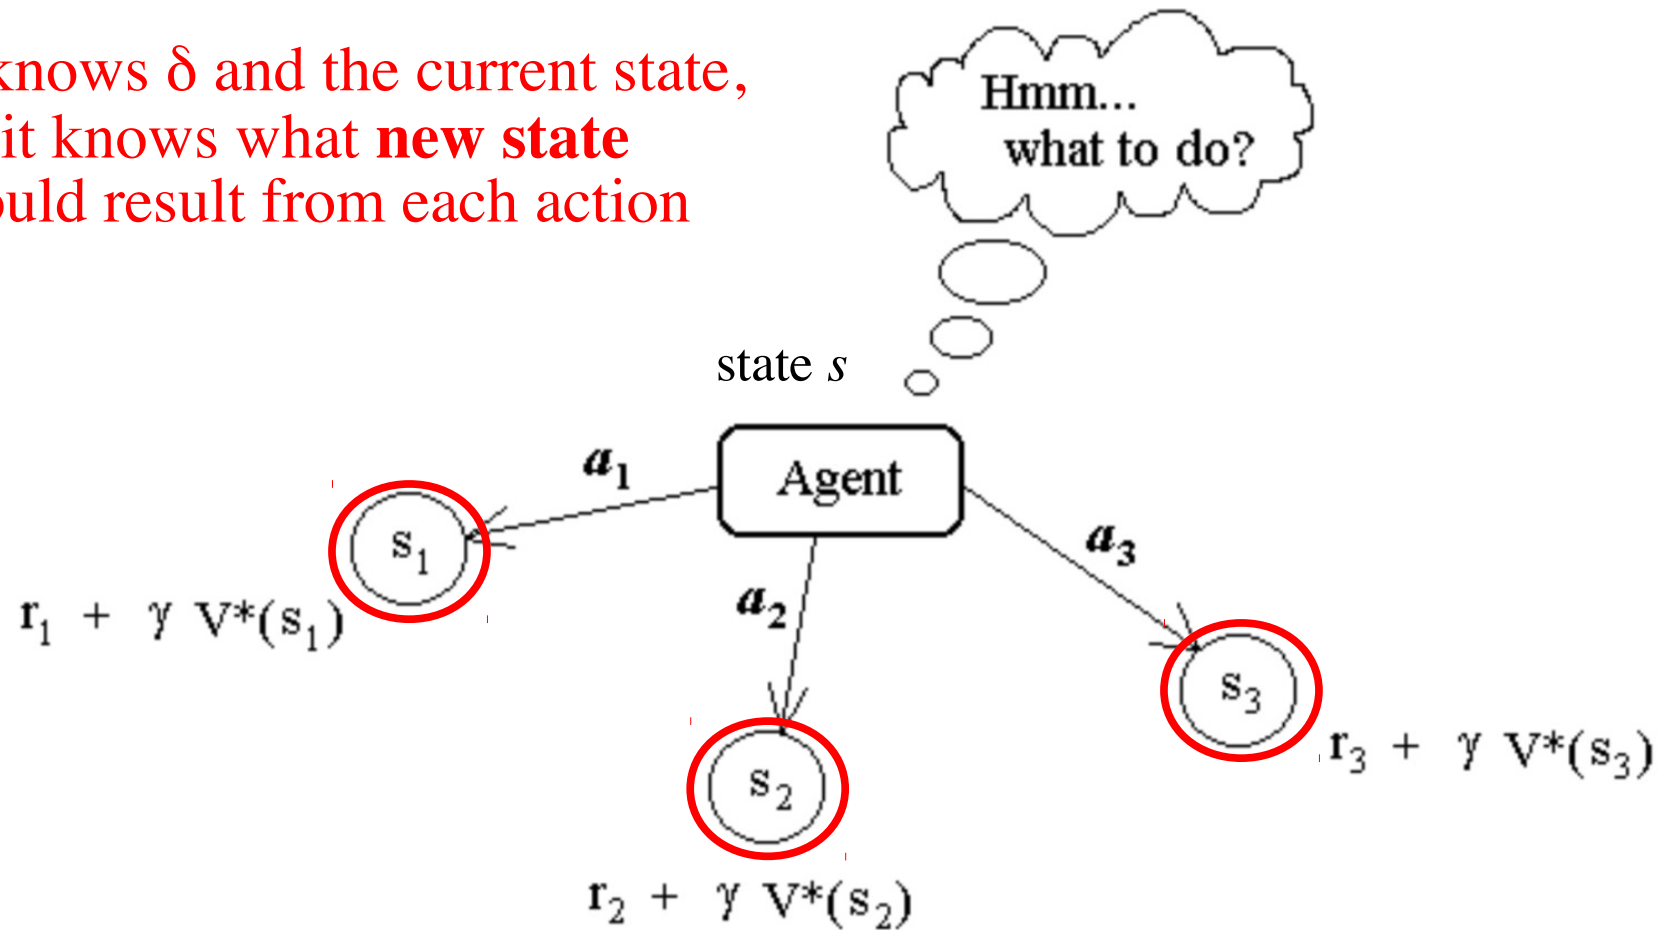 knows δ and the current state,
it knows what new state
ould result from each action
Hmm...
what to do?
state s
Agent
a1
a2
a3
s1
r1 + γ V*(s1)
s2
r2 + γ V*(s2)
s3
r3 + γ V*(s3)